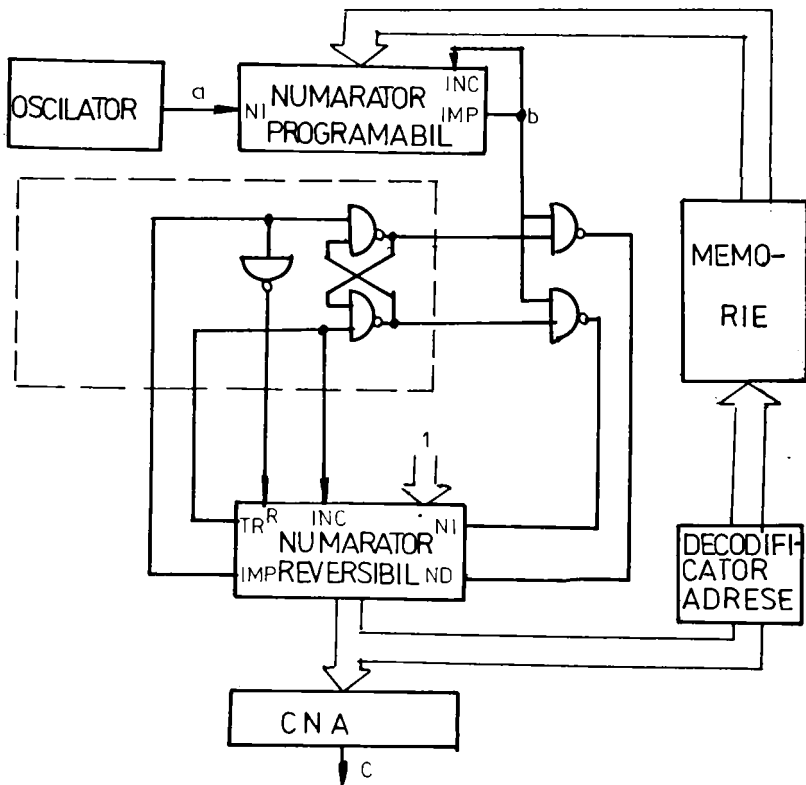 OSCILATOR
a
NI
NUMARATOR
PROGRAMABIL
INC
IMP
b
MEMO-
RIE
1
TR
R
INC
NI
NUMARATOR
IMP
REVERSIBIL
ND
DECODIFI-
CATOR
ADRESE
CNA
C